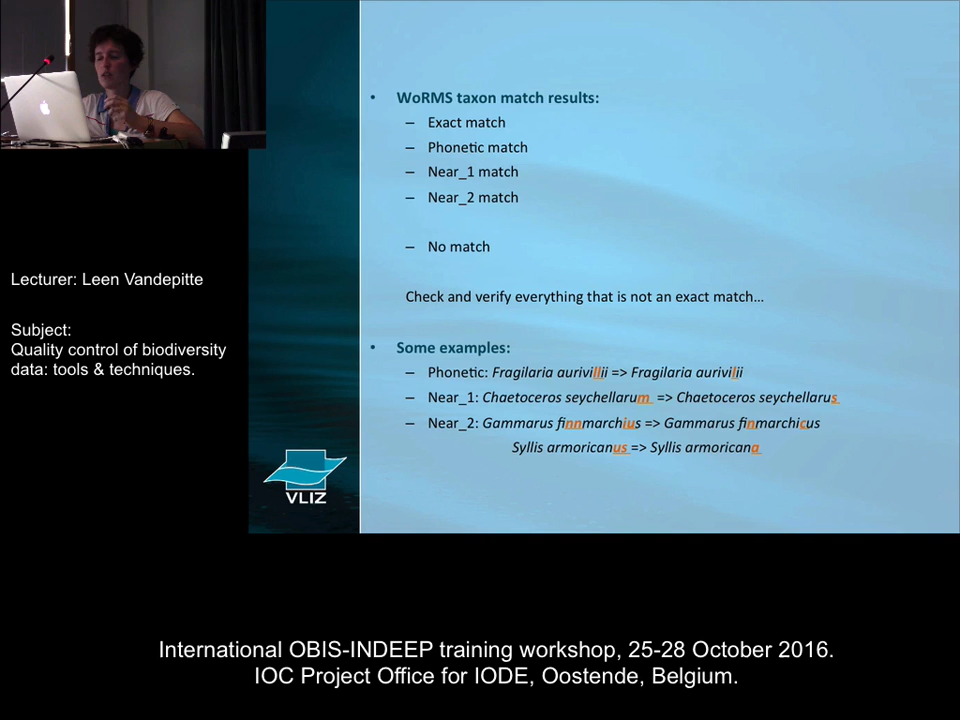 • WoRMS taxon match results:
– Exact match
– Phonetic match
– Near_1 match
– Near_2 match
– No match
Check and verify everything that is not an exact match…
• Some examples:
– Phonetic: Fragilaria aurivillii => Fragilaria aurivilii
– Near_1: Chaetoceros seychellarum => Chaetoceros seychellarus
– Near_2: Gammarus finnmarchius => Gammarus finmarchicus
Syllis armoricanus => Syllis armoricana
VLIZ
Lecturer: Leen Vandepitte
Subject:
Quality control of biodiversity
data: tools & techniques.
International OBIS-INDEEP training workshop, 25-28 October 2016.
IOC Project Office for IODE, Oostende, Belgium.